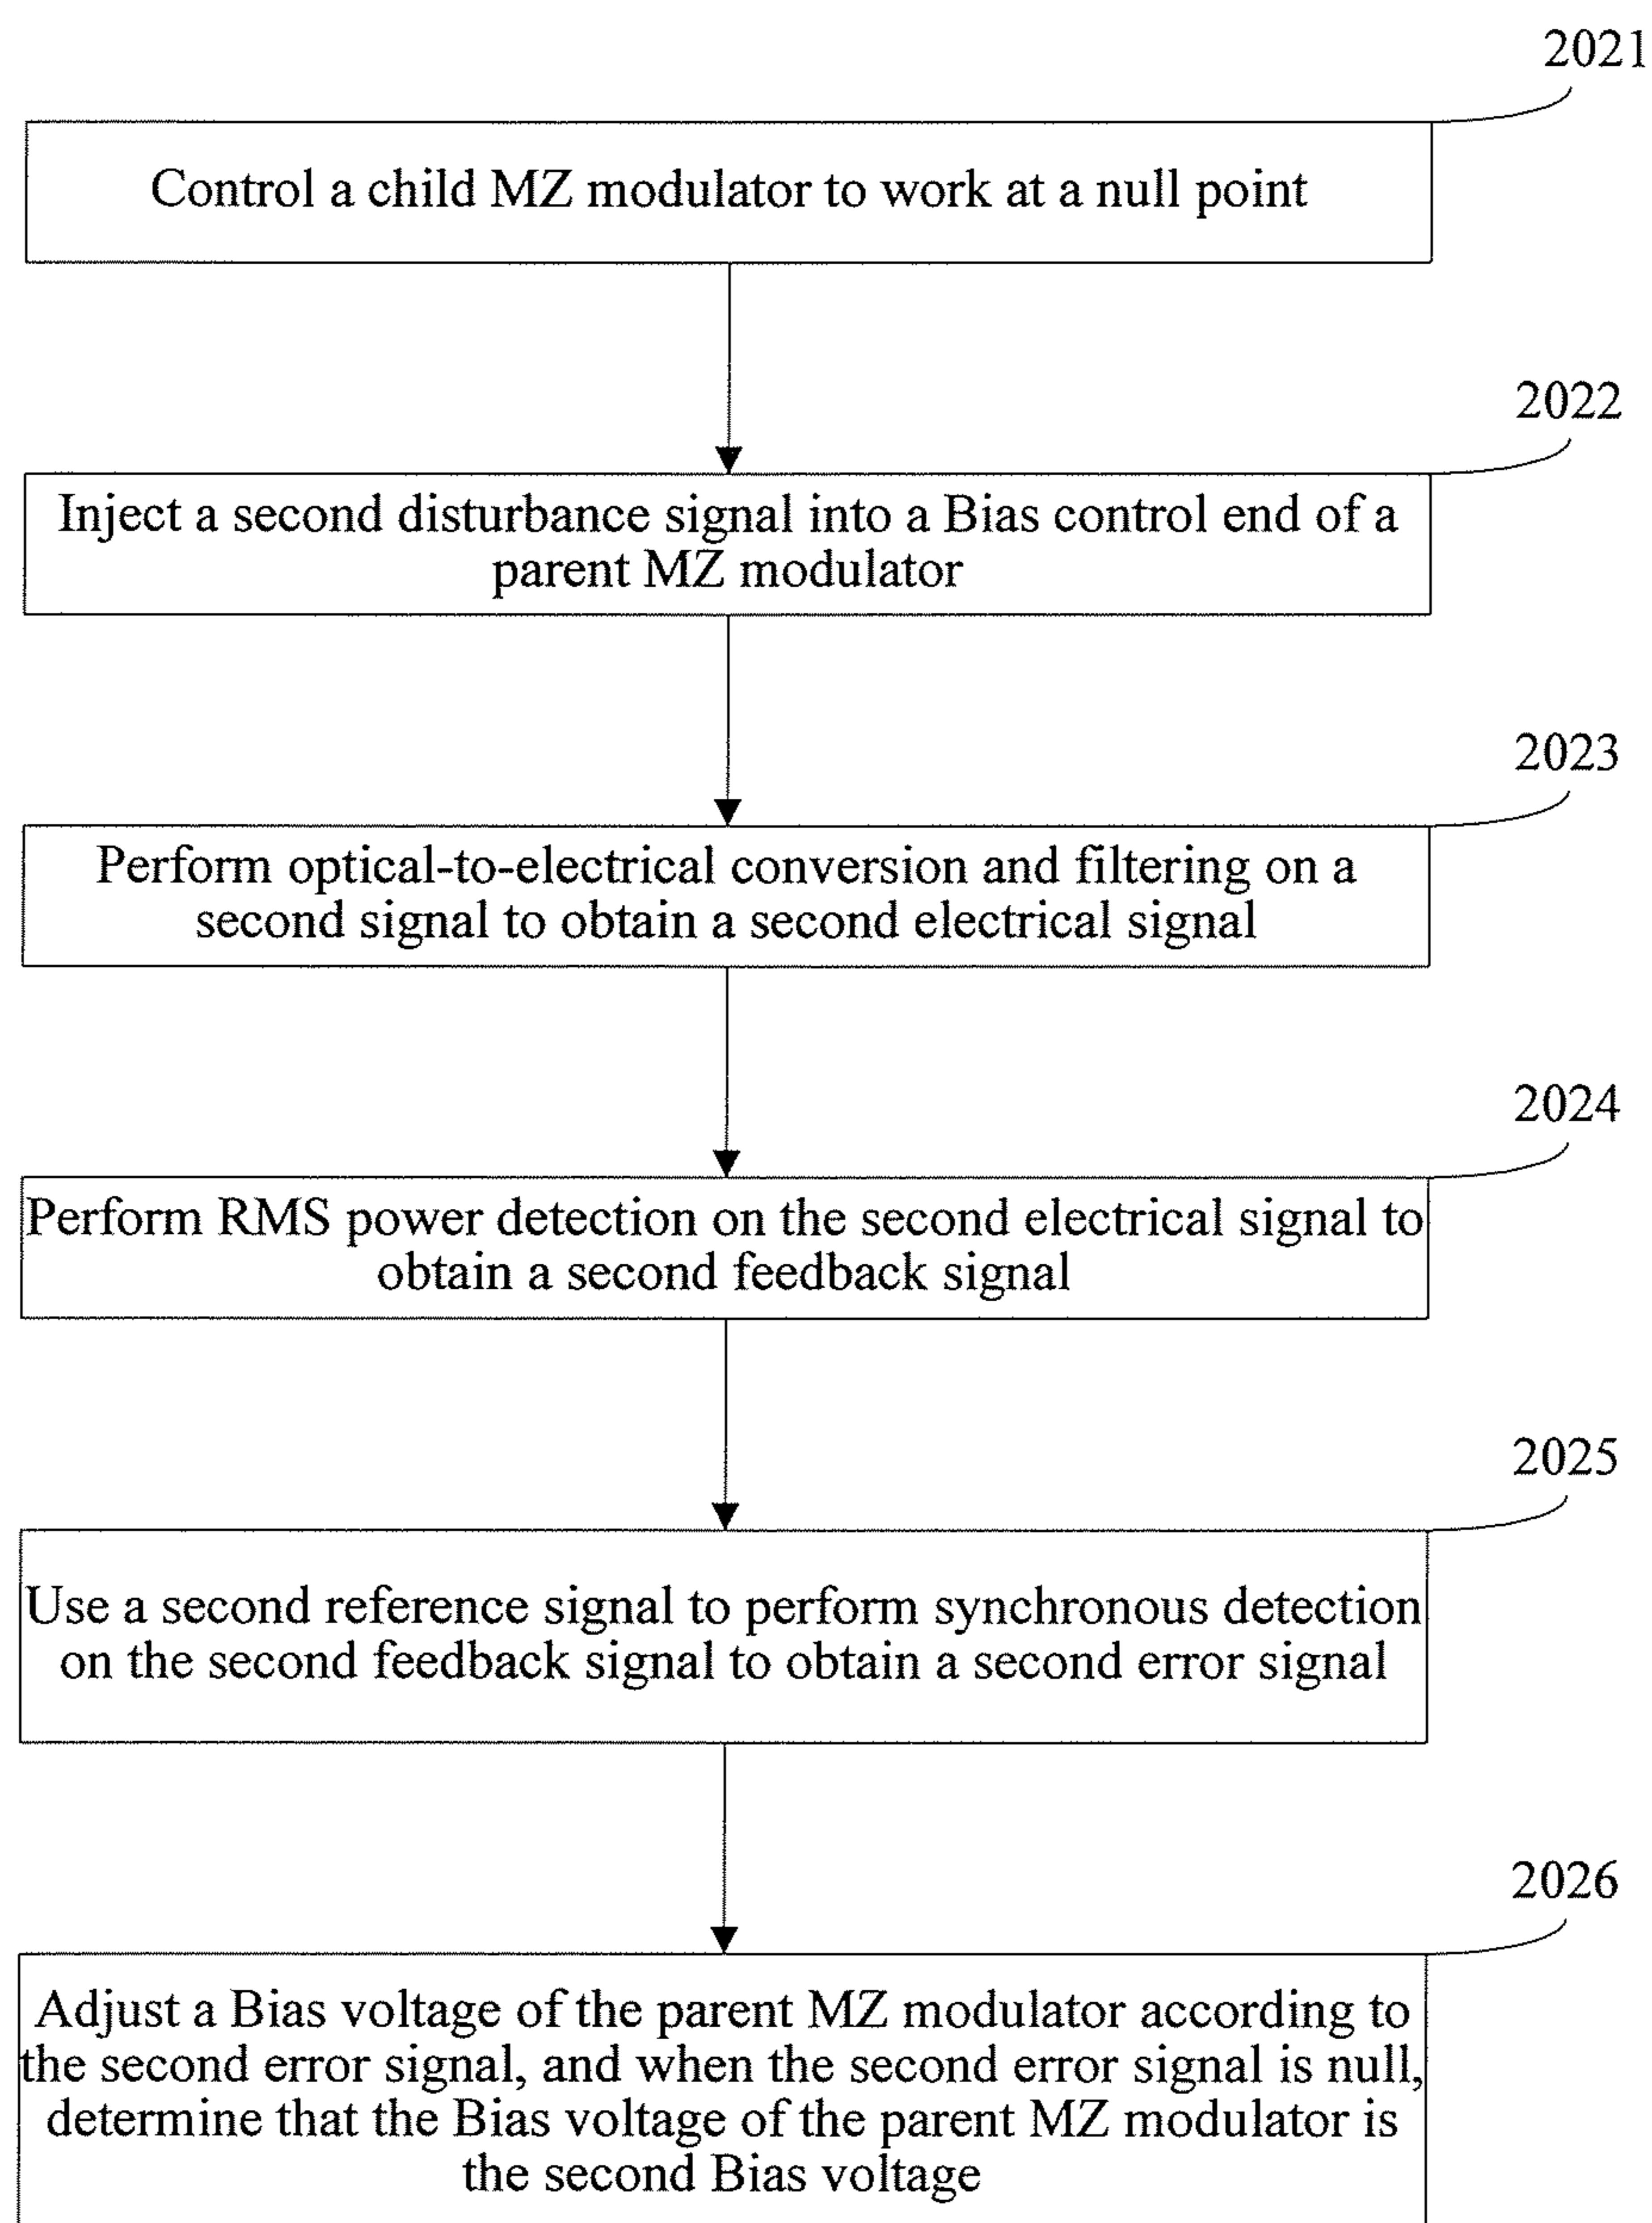 2021
Control a child MZ modulator to work at a null point
2022
Inject a second disturbance signal into a Bias control end of a
parent MZ modulator
2023
Perform optical-to-electrical conversion and filtering on a
second signal to obtain a second electrical signal
2024
Perform RMS power detection on the second electrical signal to
obtain a second feedback signal
2025
Use a second reference signal to perform synchronous detection
on the second feedback signal to obtain a second error signal
2026
Adjust a Bias voltage of the parent MZ modulator according to
the second error signal, and when the second error signal is null,
determine that the Bias voltage of the parent MZ modulator is
the second Bias voltage